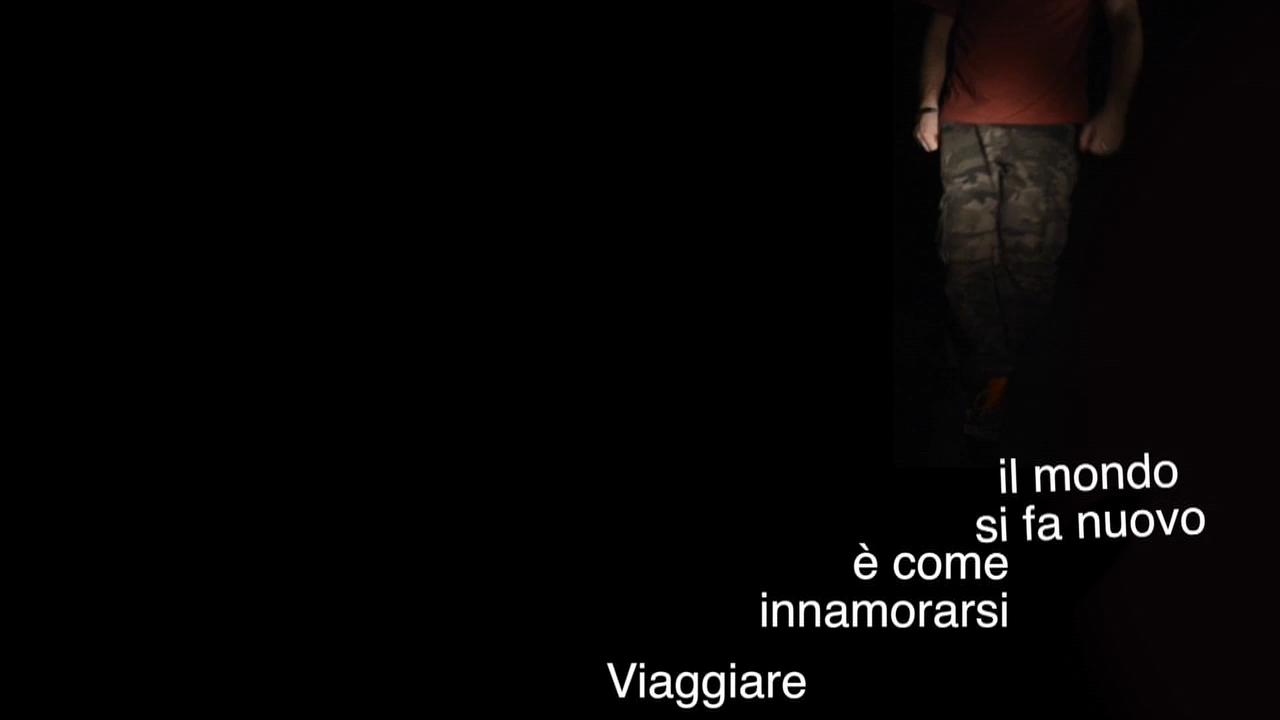 il mondo
si fa nuovo
è come
innamorarsi
Viaggiare